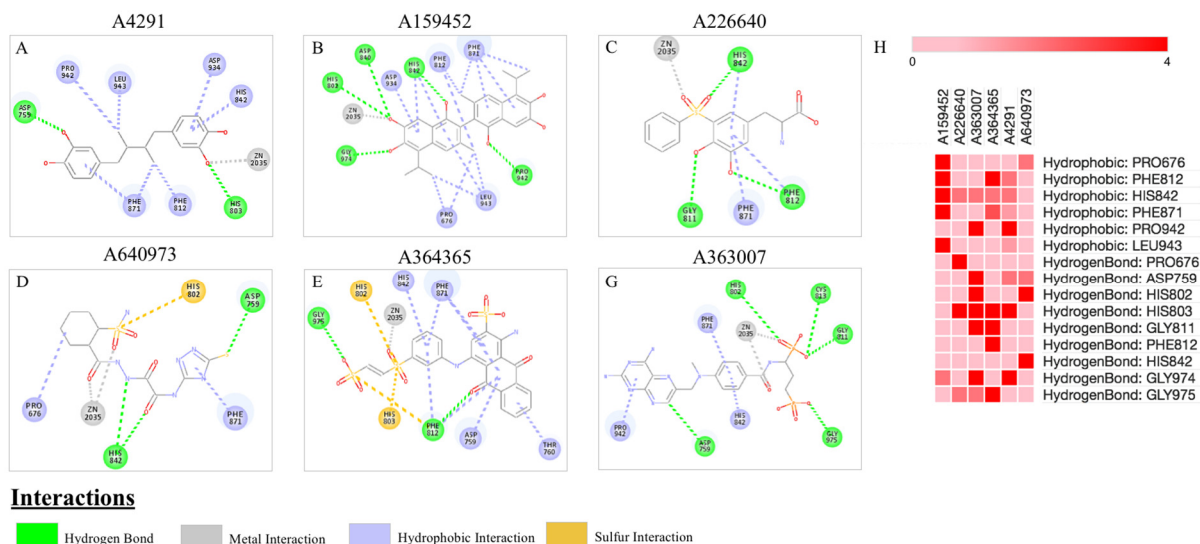 A4291
A159452
A226640
A
PRO 942
LEU 943
ASP 934
HIS 842
ASP 759
ZN 2035
PHE 871
PHE 812
HIS 803
B
ASP 840
PHE 812
PHE 871
HIS 842
HIS 802
ASP 934
ZN 2035
GLY 974
PRO 942
LEU 943
PRO 676
C
ZN 2035
HIS 842
GLY 811
PHE 871
PHE 812
H
0
4
A159452
A226640
A363007
A364365
A4291
A640973
Hydrophobic: PRO676
Hydrophobic: PHE812
Hydrophobic: HIS842
Hydrophobic: PHE871
Hydrophobic: PRO942
Hydrophobic: LEU943
HydrogenBond: PRO676
HydrogenBond: ASP759
HydrogenBond: HIS802
HydrogenBond: HIS803
HydrogenBond: GLY811
HydrogenBond: PHE812
HydrogenBond: HIS842
HydrogenBond: GLY974
HydrogenBond: GLY975
A640973
A364365
A363007
D
HIS 802
ASP 759
PRO 676
ZN 2035
PHE 871
HIS 842
E
HIS 802
HIS 842
PHE 871
ZN 2035
GLY 975
HIS 803
PHE 812
ASP 759
THR 760
G
HIS 802
CYS 813
PHE 871
ZN 2035
GLY 811
PRO 942
HIS 842
ASP 759
GLY 975
Interactions
Hydrogen Bond
Metal Interaction
Hydrophobic Interaction
Sulfur Interaction